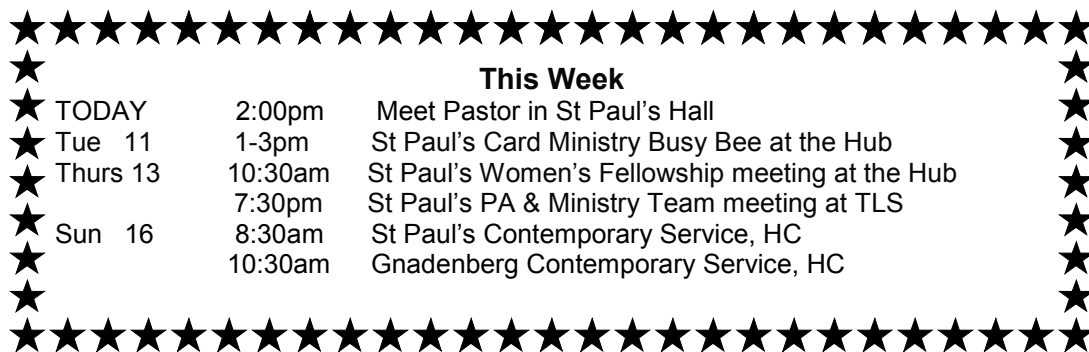 This Week
TODAY 2:00pm Meet Pastor in St Paul’s Hall
Tue 11 1-3pm St Paul’s Card Ministry Busy Bee at the Hub
Thurs 13 10:30am St Paul’s Women’s Fellowship meeting at the Hub
7:30pm St Paul’s PA & Ministry Team meeting at TLS
Sun 16 8:30am St Paul’s Contemporary Service, HC
10:30am Gnadenberg Contemporary Service, HC